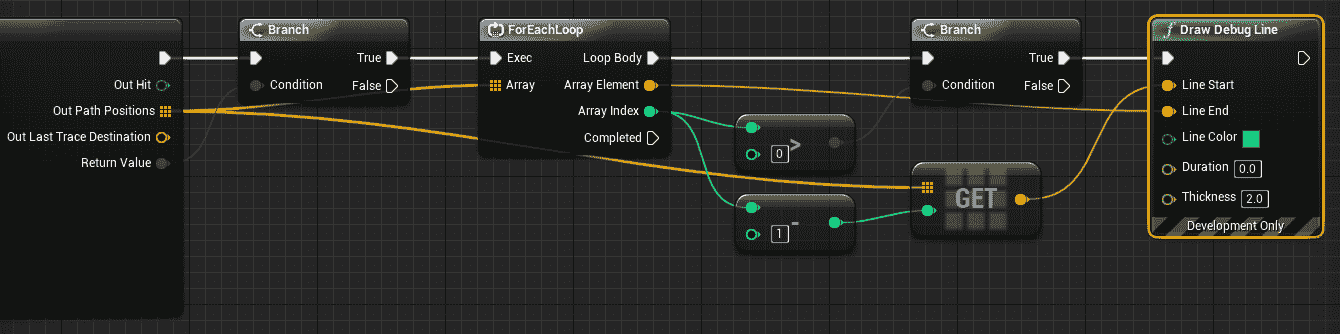 Out Hit
Out Path Positions
Out Last Trace Destination
Return Value
Branch
True
Condition
False
ForEachLoop
Exec
Loop Body
Array
Array Element
Array Index
Completed
0 >
1 -
Branch
True
Condition
False
GET
f Draw Debug Line
Line Start
Line End
Line Color
Duration 0.0
Thickness 2.0
Development Only